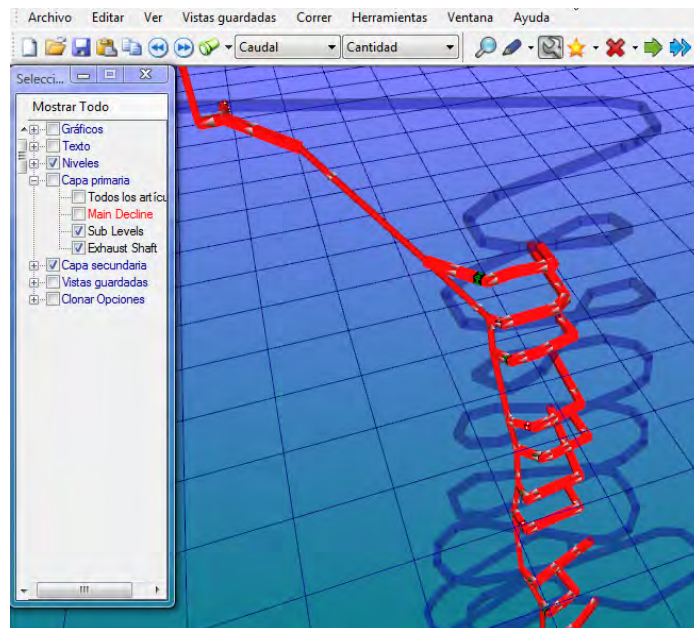 Archivo Editar Ver Vistas guardadas Correr Herramientas Ventana Ayuda
Caudal Cantidad
Selecci...
Mostrar Todo
Gráficos
Texto
Niveles
Capa primaria
Todos los artícu
Main Decline
Sub Levels
Exhaust Shaft
Capa secundaria
Vistas guardadas
Clonar Opciones